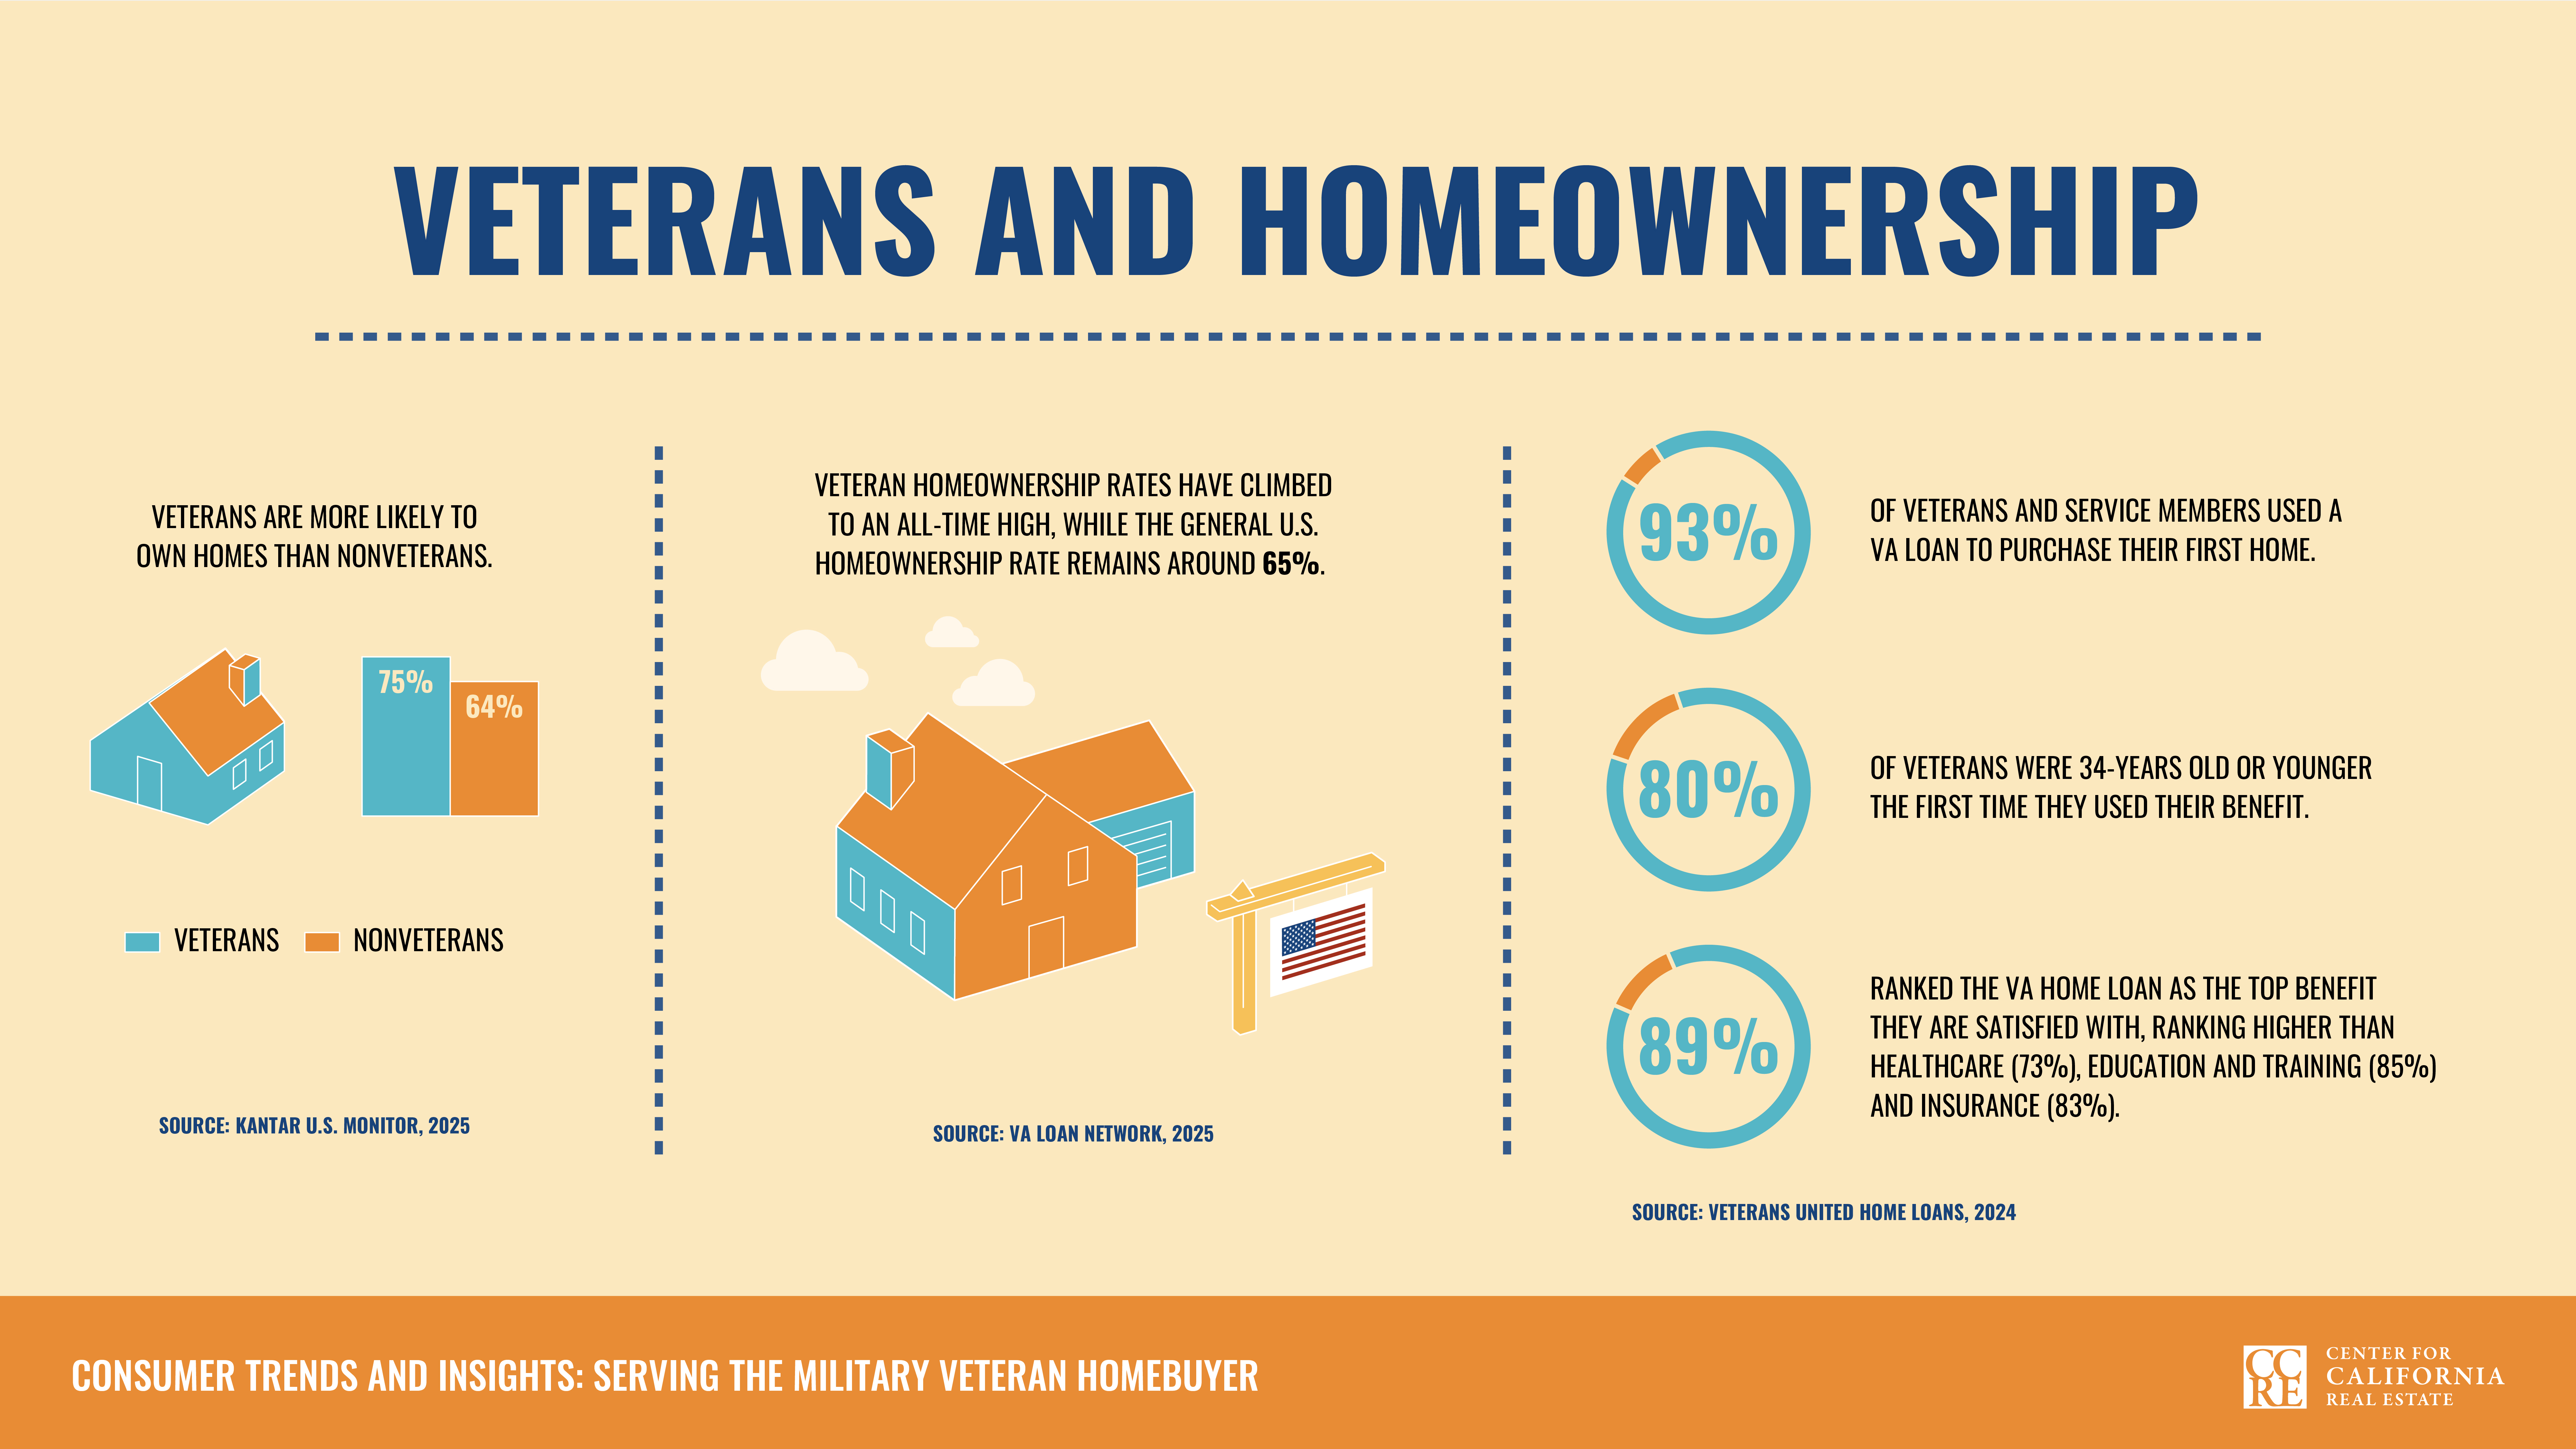 VETERANS AND HOMEOWNERSHIP
VETERANS ARE MORE LIKELY TO
OWN HOMES THAN NONVETERANS.
75%
64%
VETERANS
NONVETERANS
SOURCE: KANTAR U.S. MONITOR, 2025
VETERAN HOMEOWNERSHIP RATES HAVE CLIMBED
TO AN ALL-TIME HIGH, WHILE THE GENERAL U.S.
HOMEOWNERSHIP RATE REMAINS AROUND 65%.
SOURCE: VA LOAN NETWORK, 2025
93%
OF VETERANS AND SERVICE MEMBERS USED A
VA LOAN TO PURCHASE THEIR FIRST HOME.
80%
OF VETERANS WERE 34-YEARS OLD OR YOUNGER
THE FIRST TIME THEY USED THEIR BENEFIT.
89%
RANKED THE VA HOME LOAN AS THE TOP BENEFIT
THEY ARE SATISFIED WITH, RANKING HIGHER THAN
HEALTHCARE (73%), EDUCATION AND TRAINING (85%)
AND INSURANCE (83%).
SOURCE: VETERANS UNITED HOME LOANS, 2024
CONSUMER TRENDS AND INSIGHTS: SERVING THE MILITARY VETERAN HOMEBUYER
CC
RE
CENTER FOR
CALIFORNIA
REAL ESTATE